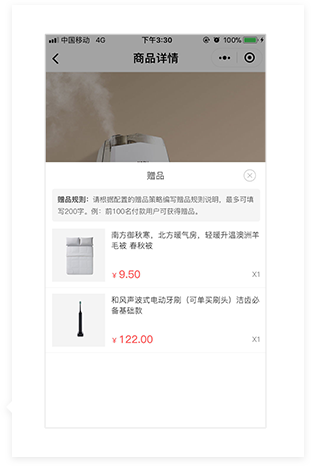 中国移动 4G 下午3:30 100%
商品详情
赠品
赠品规则：请根据配置的赠品策略编写赠品规则说明，最多可填
写200字。例：前100名付款用户可获得赠品。
南方御秋寒，北方暖气房，轻暖升温澳洲羊
毛被 春秋被
¥ 9.50 X1
和风声波式电动牙刷（可单买刷头）洁齿必
备基础款
¥ 122.00 X1